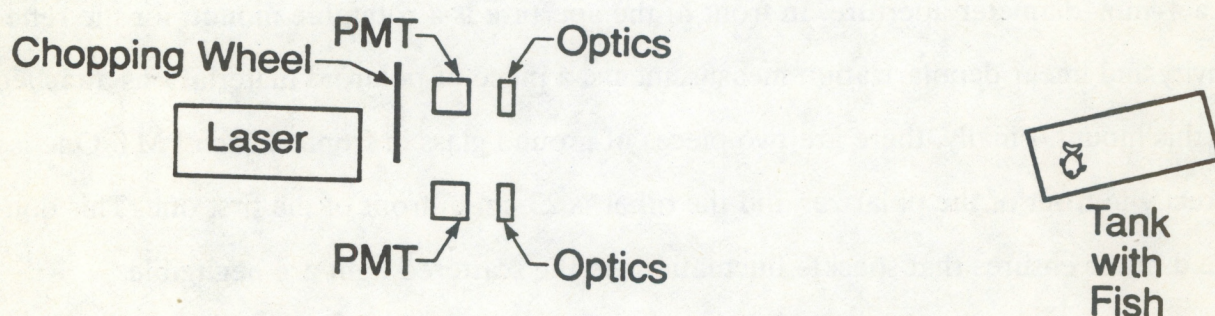 PMT
Optics
Chopping Wheel
Laser
PMT
Optics
Tank
with
Fish